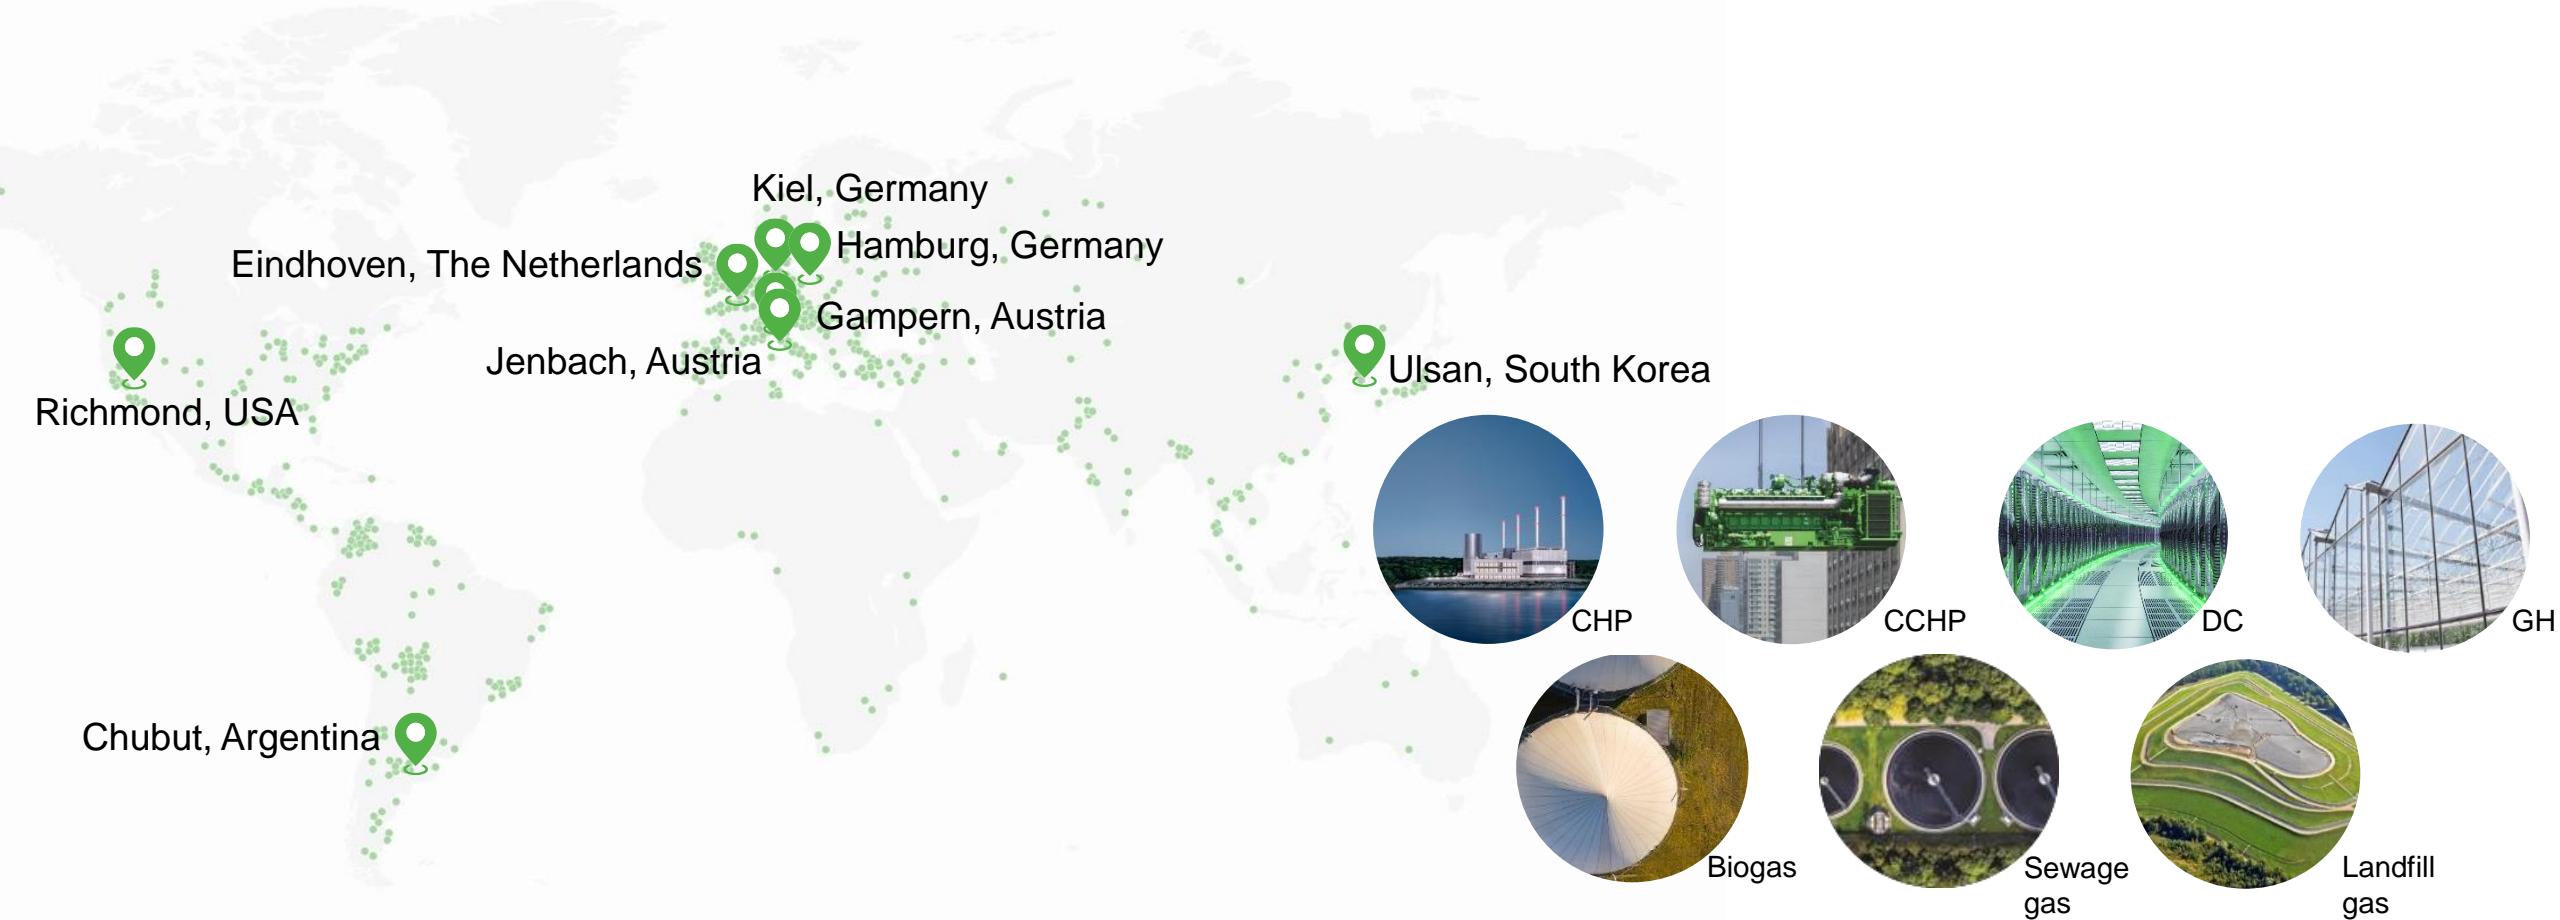 Kiel, Germany
Hamburg, Germany
Eindhoven, The Netherlands
Gampern, Austria
Jenbach, Austria
Ulsan, South Korea
Richmond, USA
Chubut, Argentina
CHP
CCHP
DC
GH
Biogas
Sewage
gas
Landfill
gas